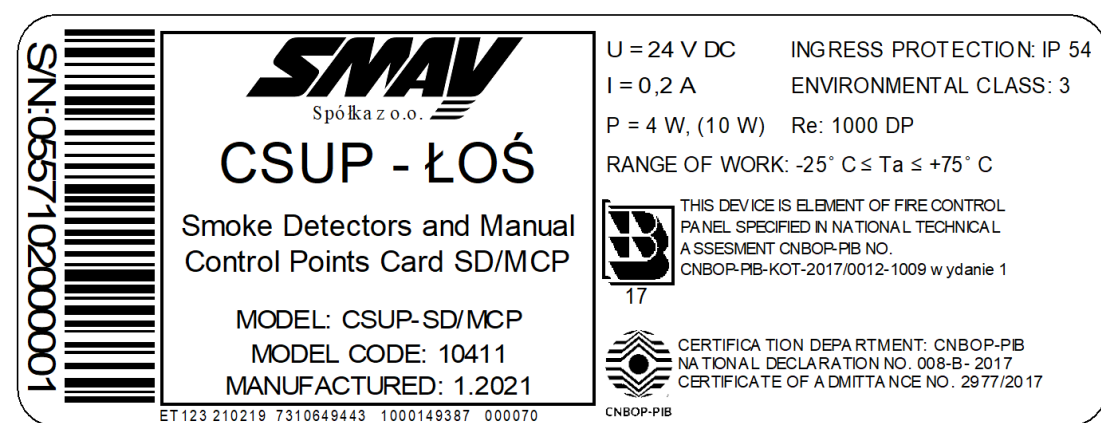 S/N:0557102000001
SMAY
Spółka z o.o.
CSUP - ŁOŚ
Smoke Detectors and Manual
Control Points Card SD/MCP
MODEL: CSUP-SD/MCP
MODEL CODE: 10411
MANUFACTURED: 1.2021
ET123 210219 7310649443 1000149387 000070
U = 24 V DC INGRESS PROTECTION: IP 54
I = 0,2 A ENVIRONMENTAL CLASS: 3
P = 4 W, (10 W) Re: 1000 DP
RANGE OF WORK: -25° C ≤ Ta ≤ +75° C
THIS DEVICE IS ELEMENT OF FIRE CONTROL
PANEL SPECIFIED IN NATIONAL TECHNICAL
ASSESMENT CNBOP-PIB NO.
CNBOP-PIB-KOT-2017/0012-1009 wydanie 1
17
CERTIFICATION DEPARTMENT: CNBOP-PIB
NATIONAL DECLARATION NO. 008-B- 2017
CERTIFICATE OF ADMITTANCE NO. 2977/2017
CNBOP-PIB